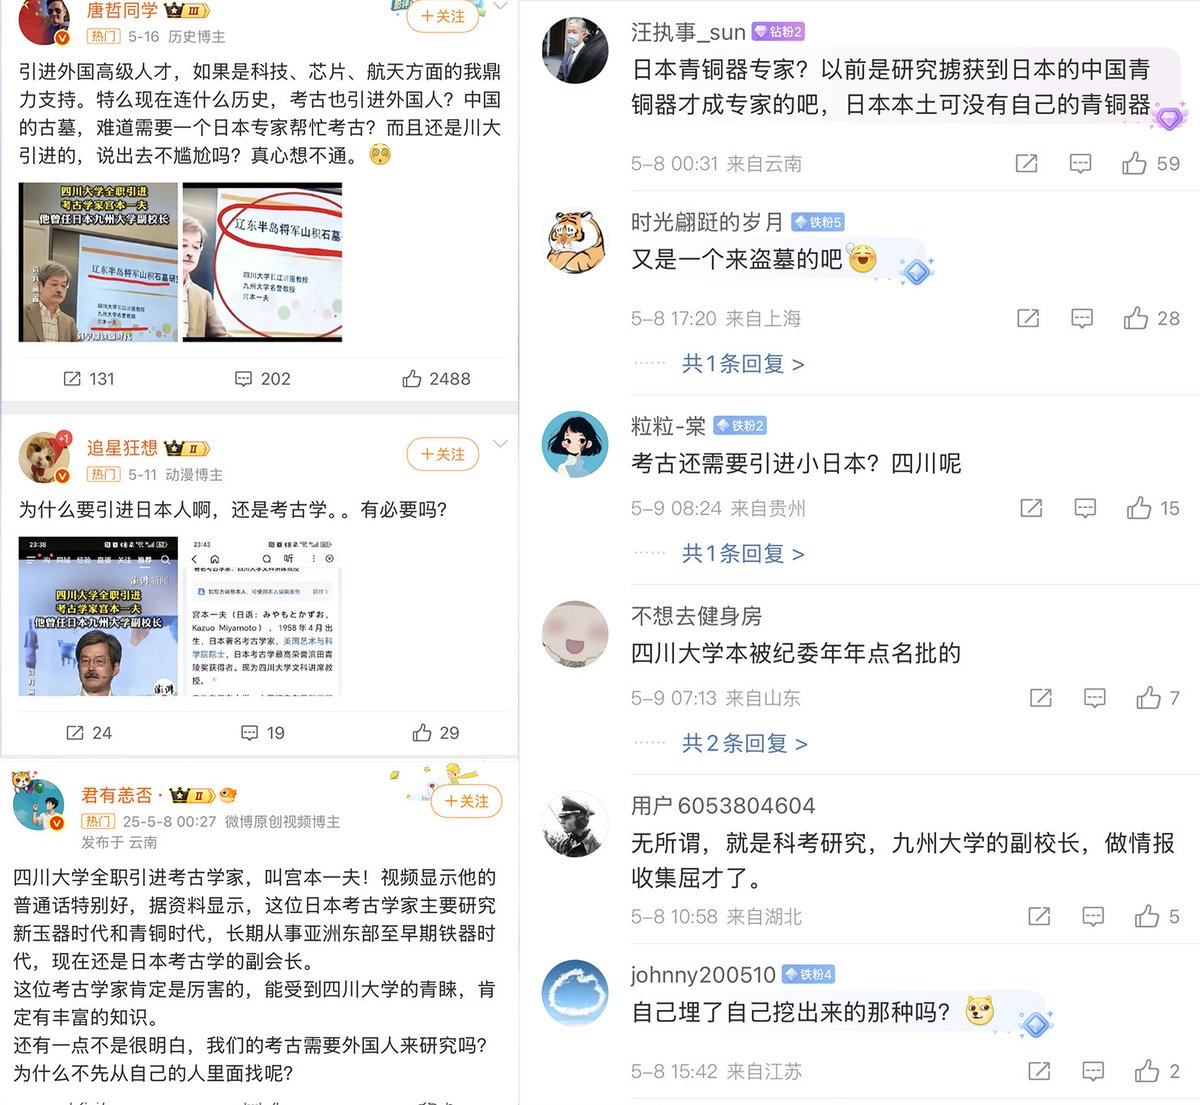 唐哲同学 III
热门 5-16 历史博主
+关注
引进外国高级人才，如果是科技、芯片、航天方面的我鼎
力支持。特么现在连什么历史，考古也引进外国人？中国
的古墓，难道需要一个日本专家帮忙考古？而且还是川大
引进的，说出去不尴尬吗？真心想不通。
四川大学全职引进
考古学家宫本一夫
他曾任日本九州大学副校长
辽东半岛将军山积石墓研
四川大学长江讲座教授
九州大学名誉教授
宫本一夫
辽东半岛将军山积石墓
四川大学长江讲座教授
九州大学名誉教授
宫本一夫
131
202
2488
+1
追星狂想 II
热门 5-11 动漫博主
+关注
为什么要引进日本人啊，还是考古学。。有必要吗？
23:38
同城 经验 直播 关注 推荐
澎湃新闻
四川大学全职引进
考古学家宫本一夫
他曾任日本九州大学副校长
澎湃
23:43
听
如您为词条本人，可使用本人编辑服务 前往>
宫本一夫（日语：みやもとかずお，
Kazuo Miyamoto），1958年4月出
生，日本著名考古学家，美国艺术与科
学院院士，日本考古学最高荣誉滨田青
陵奖获得者。现为四川大学文科讲席教
授。
24
19
29
君有恙否· II
热门 25-5-8 00:27 微博原创视频博主
发布于 云南
+关注
四川大学全职引进考古学家，叫宫本一夫！视频显示他的
普通话特别好，据资料显示，这位日本考古学家主要研究
新玉器时代和青铜时代，长期从事亚洲东部至早期铁器时
代，现在还是日本考古学的副会长。
这位考古学家肯定是厉害的，能受到四川大学的青睐，肯
定有丰富的知识。
还有一点不是很明白，我们的考古需要外国人来研究吗？
为什么不先从自己的人里面找呢？
汪执事_sun 钻粉2
日本青铜器专家？以前是研究掳获到日本的中国青
铜器才成专家的吧，日本本土可没有自己的青铜器
5-8 00:31 来自云南
59
时光翩跹的岁月 铁粉5
又是一个来盗墓的吧
5-8 17:20 来自上海
28
共1条回复 >
粒粒-棠 铁粉2
考古还需要引进小日本？四川呢
5-9 08:24 来自贵州
15
共1条回复 >
不想去健身房
四川大学本被纪委年年点名批的
5-9 07:13 来自山东
7
共2条回复 >
用户6053804604
无所谓，就是科考研究，九州大学的副校长，做情报
收集屈才了。
5-8 10:58 来自湖北
5
johnny200510 铁粉4
自己埋了自己挖出来的那种吗？
5-8 15:42 来自江苏
2